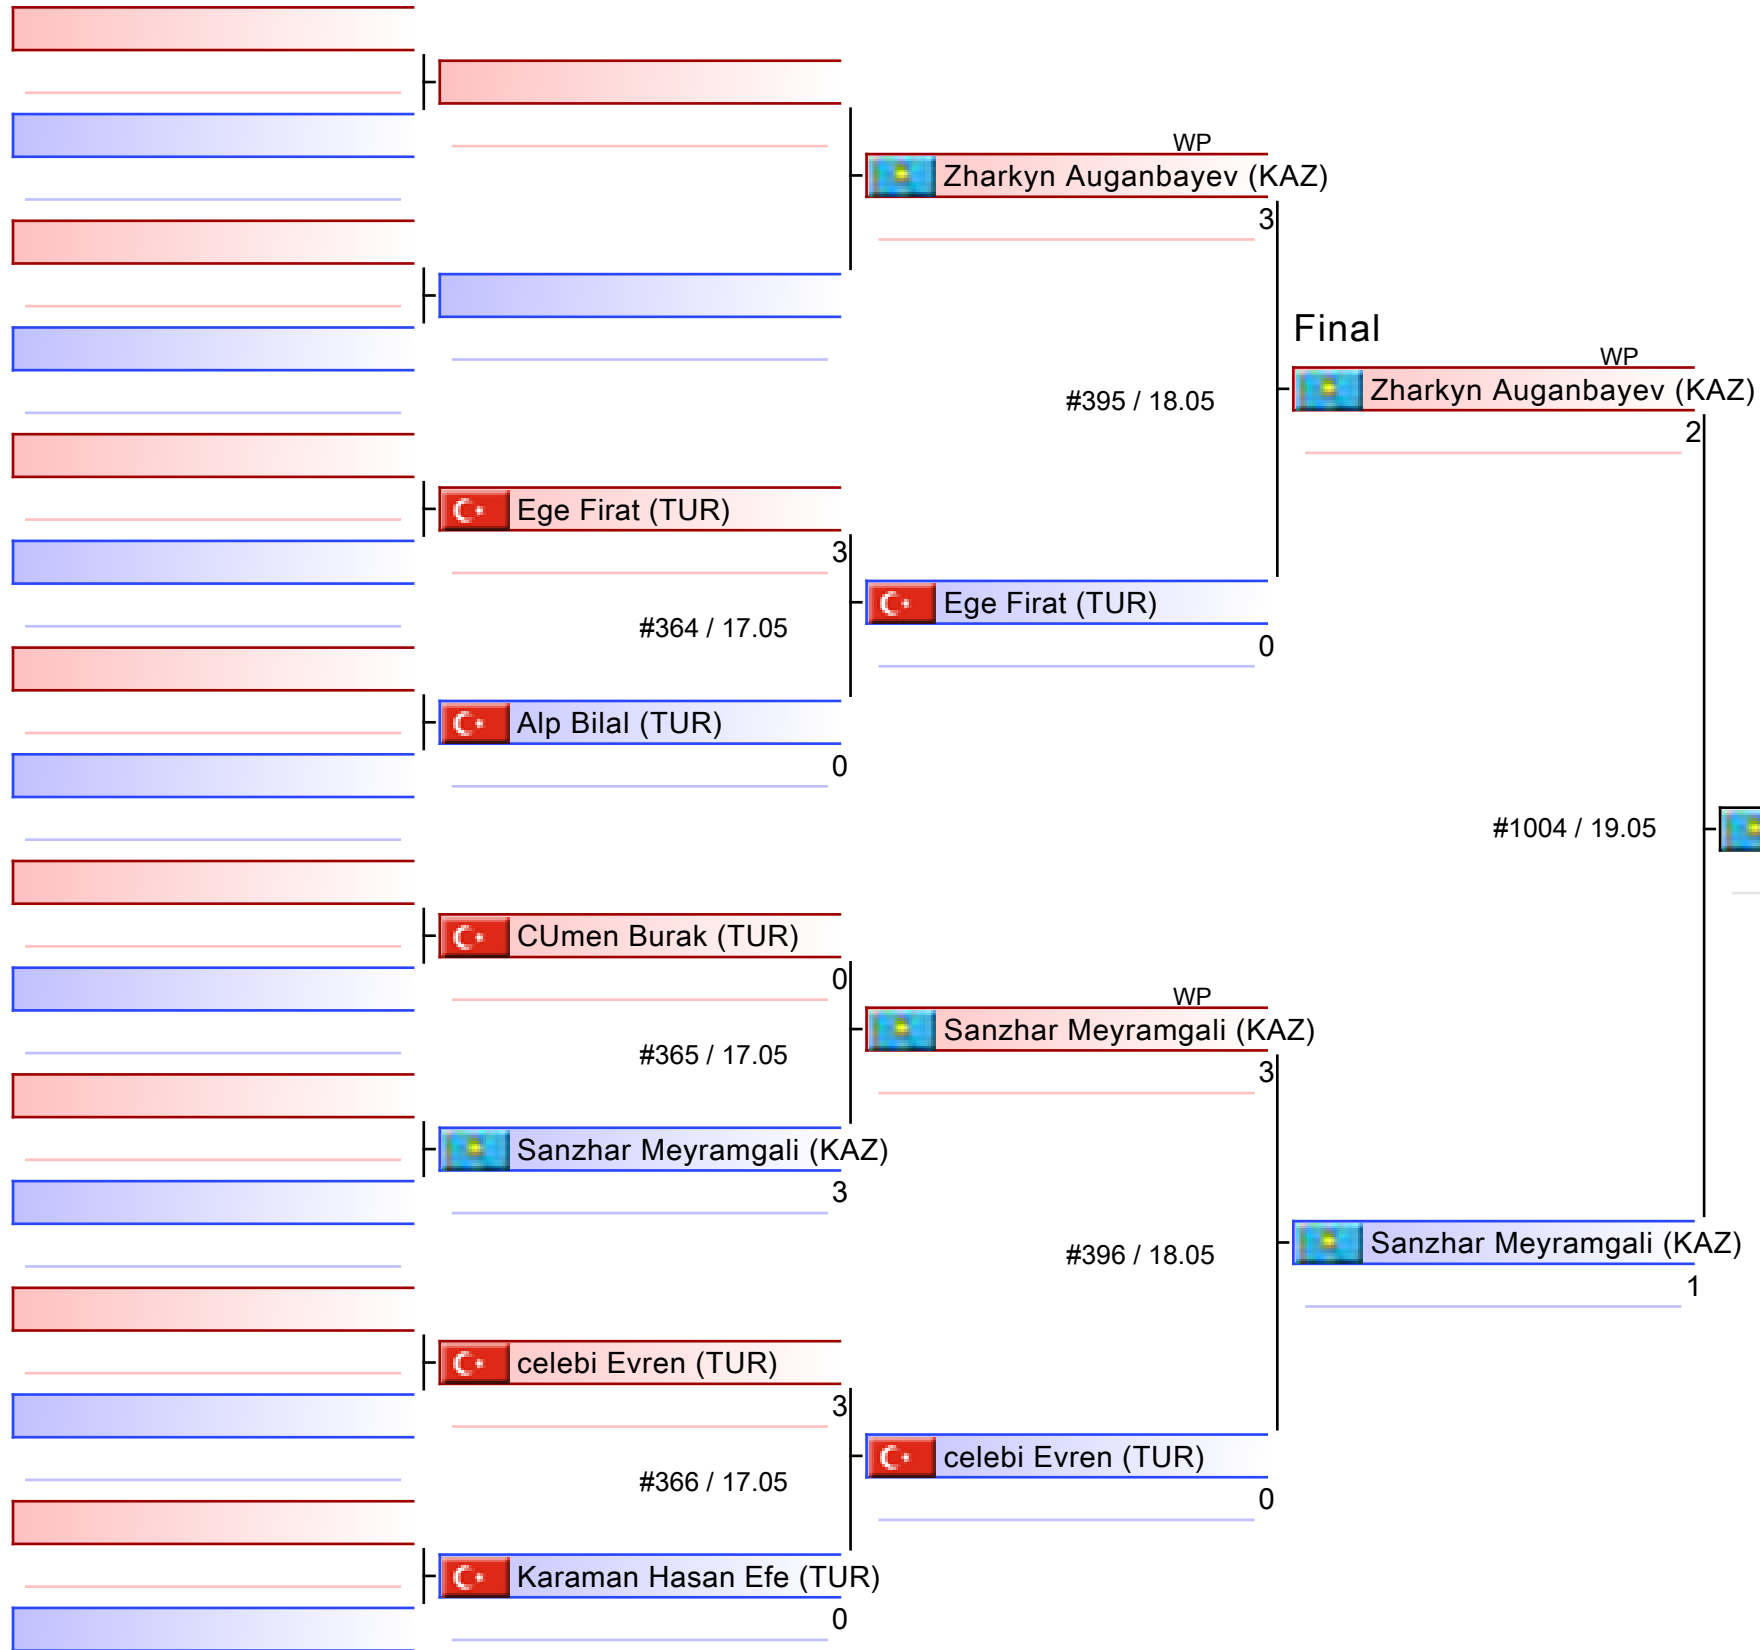 WP
Zharkyn Auganbayev (KAZ)
3
Final
WP
#395 / 18.05
Zharkyn Auganbayev (KAZ)
2
Ege Firat (TUR)
3
#364 / 17.05
Ege Firat (TUR)
0
Alp Bilal (TUR)
0
#1004 / 19.05
CUmen Burak (TUR)
0
WP
#365 / 17.05
Sanzhar Meyramgali (KAZ)
3
Sanzhar Meyramgali (KAZ)
3
#396 / 18.05
Sanzhar Meyramgali (KAZ)
1
celebi Evren (TUR)
3
#366 / 17.05
celebi Evren (TUR)
0
Karaman Hasan Efe (TUR)
0